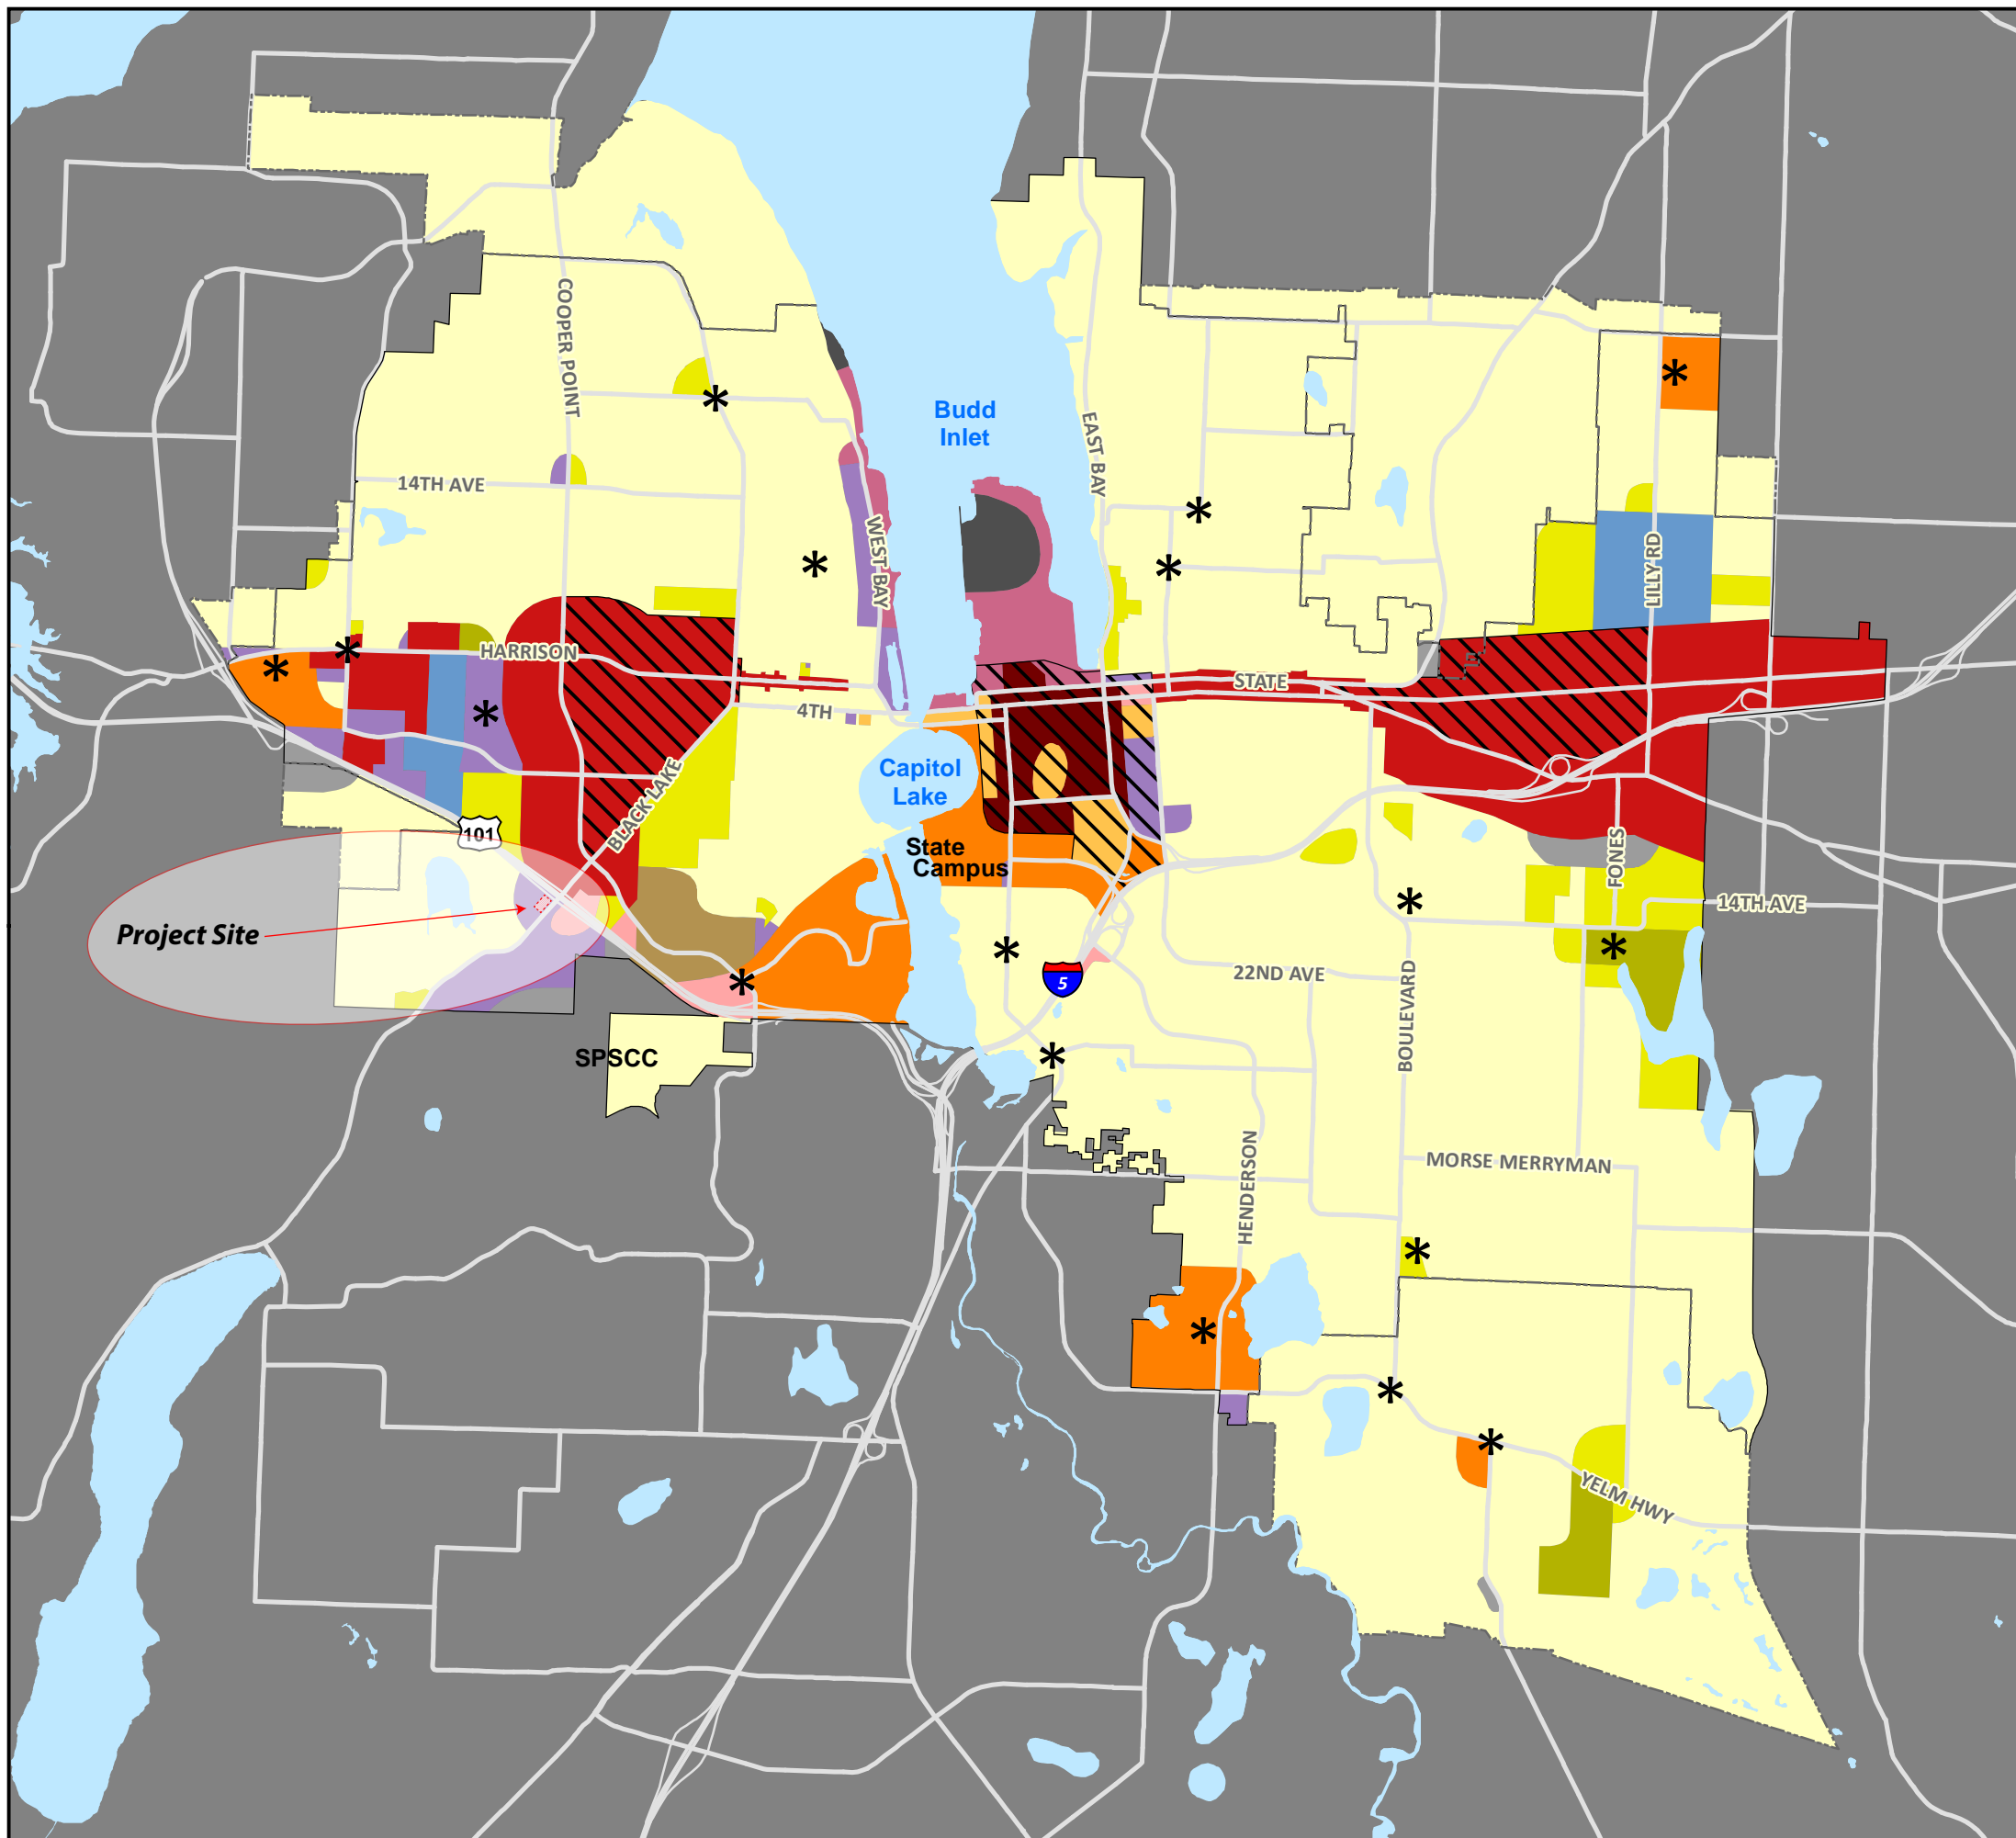 COOPER POINT
Budd
Inlet
EAST BAY
14TH AVE
WEST BAY
LILLY RD
HARRISON
STATE
4TH
Capitol
Lake
BLACK LAKE
101
State
Campus
FONES
14TH AVE
Project Site
22ND AVE
5
BOULEVARD
SPSCC
HENDERSON
MORSE MERRYMAN
YELM HWY